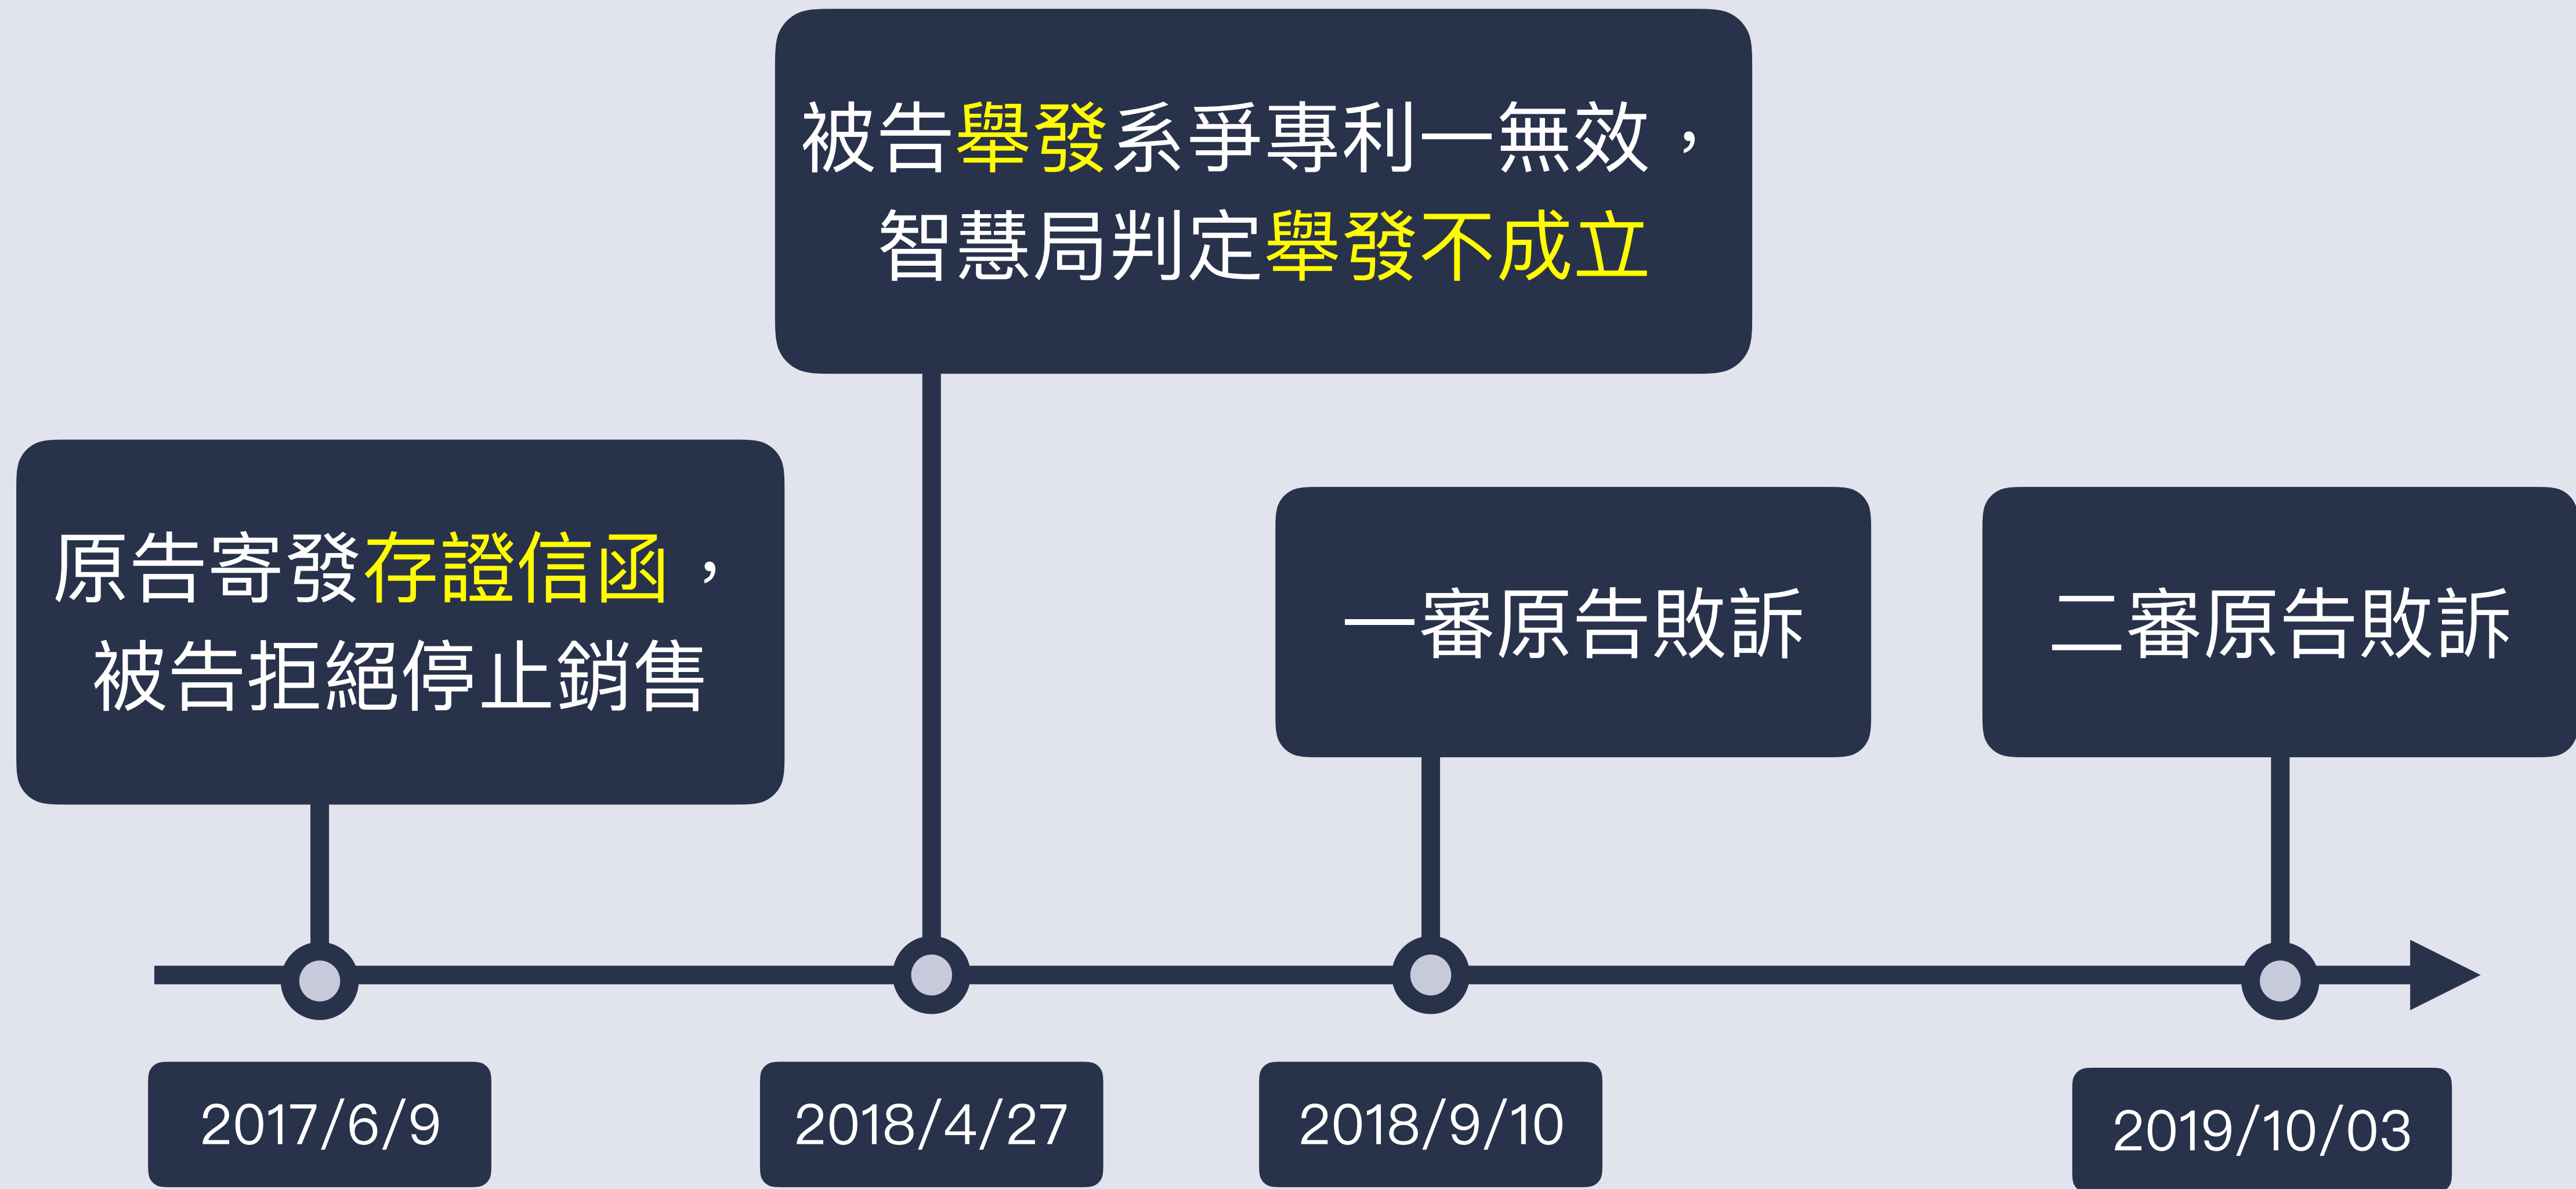 被告舉發系爭專利一無效，
智慧局判定舉發不成立
原告寄發存證信函，
被告拒絕停止銷售
一審原告敗訴
二審原告敗訴
2017/6/9
2018/4/27
2018/9/10
2019/10/03